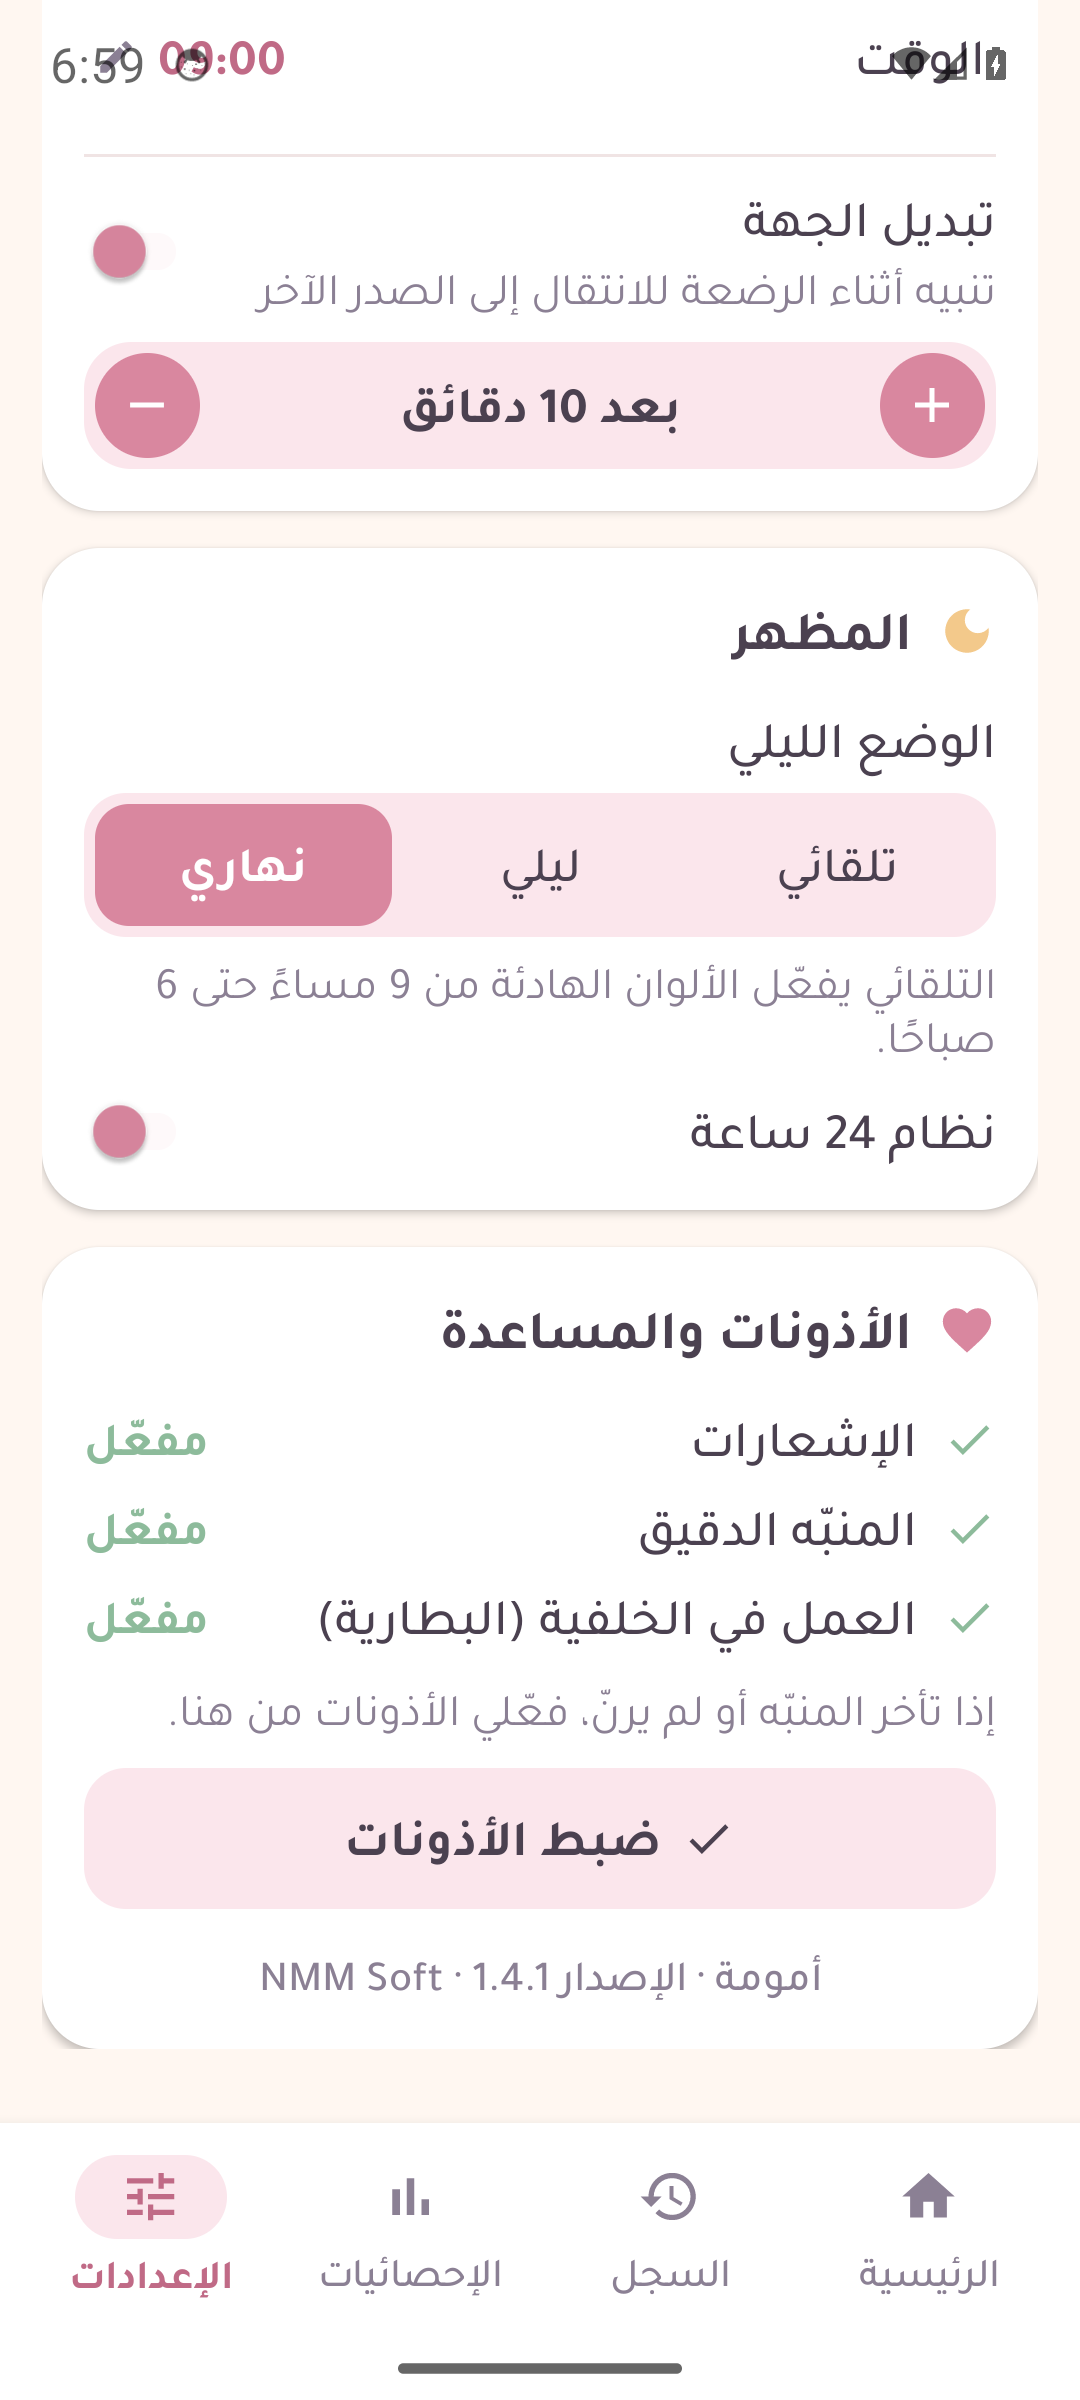 6:59
الوقت
09:00
تبديل الجهة
تنبيه أثناء الرضعة للانتقال إلى الصدر الآخر
بعد 10 دقائق
المظهر
الوضع الليلي
تلقائي
ليلي
نهاري
التلقائي يفعّل الألوان الهادئة من 9 مساءً حتى 6
صباحًا.
نظام 24 ساعة
الأذونات والمساعدة
الإشعارات
مفعّل
المنبّه الدقيق
مفعّل
العمل في الخلفية (البطارية)
مفعّل
إذا تأخر المنبّه أو لم يرنّ، فعّلي الأذونات من هنا.
ضبط الأذونات
أمومة · الإصدار 1.4.1 · NMM Soft
الرئيسية
السجل
الإحصائيات
الإعدادات